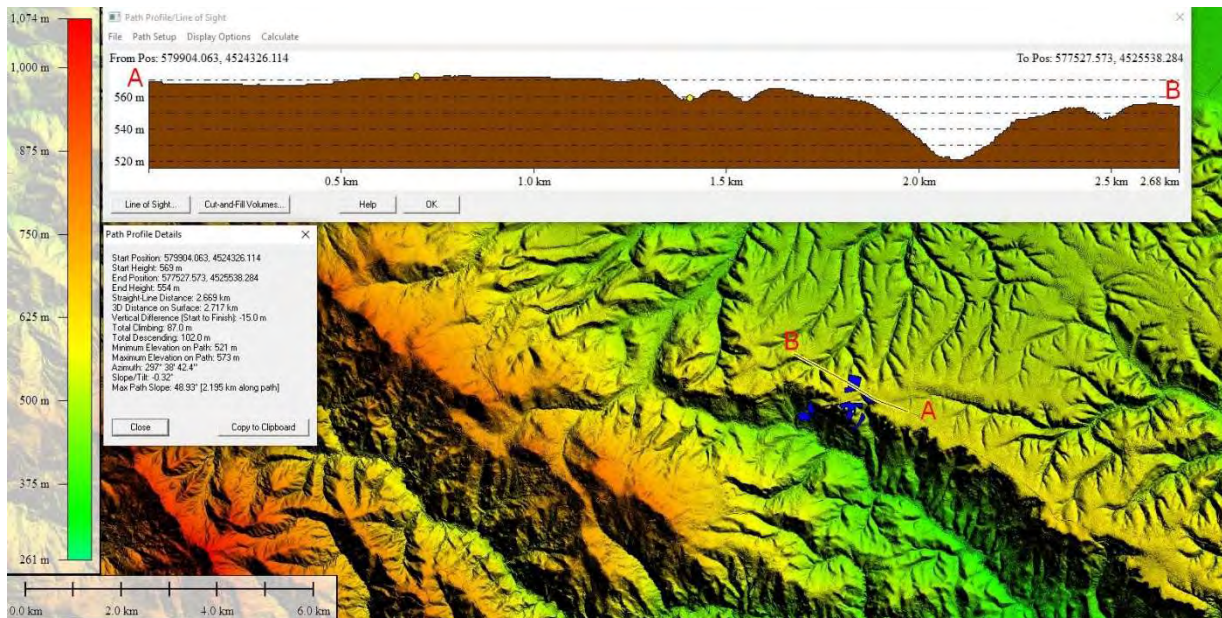 1,074 m
1,000 m
875 m
750 m
625 m
500 m
375 m
261 m
0.0 km 2.0 km 4.0 km 6.0 km
Path Profile/Line of Sight
File Path Setup Display Options Calculate
From Pos: 579904.063, 4524326.114 To Pos: 577527.573, 4525538.284
A
B
560 m
540 m
520 m
0.5 km 1.0 km 1.5 km 2.0 km 2.5 km 2.68 km
Line of Sight... Cut-and-Fill Volumes... Help OK
Path Profile Details
Start Position: 579904.063, 4524326.114
Start Height: 569 m
End Position: 577527.573, 4525538.284
End Height: 554 m
Straight-Line Distance: 2.669 km
3D Distance on Surface: 2.717 km
Vertical Difference (Start to Finish): -15.0 m
Total Climbing: 87.0 m
Total Descending: 102.0 m
Minimum Elevation on Path: 521 m
Maximum Elevation on Path: 573 m
Azimuth: 297° 38' 42.4"
Slope/Tilt: -0.32°
Max Path Slope: 48.93° [2.195 km along path]
Close Copy to Clipboard
B
A